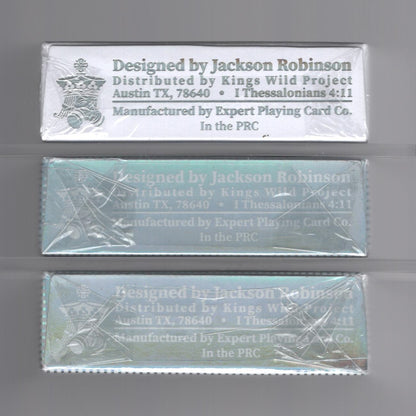 Designed by Jackson Robinson
Distributed by Kings Wild Project
Austin TX, 78640 • I Thessalonians 4:11
Manufactured by Expert Playing Card Co.
In the PRC
Designed by Jackson Robinson
Distributed by Kings Wild Project
Austin TX, 78640 • I Thessalonians 4:11
Manufactured by Expert Playing Card Co.
In the PRC
Designed by Jackson Robinson
Distributed by Kings Wild Project
Austin TX, 78640 • I Thessalonians 4:11
Manufactured by Expert Playing Card Co.
In the PRC